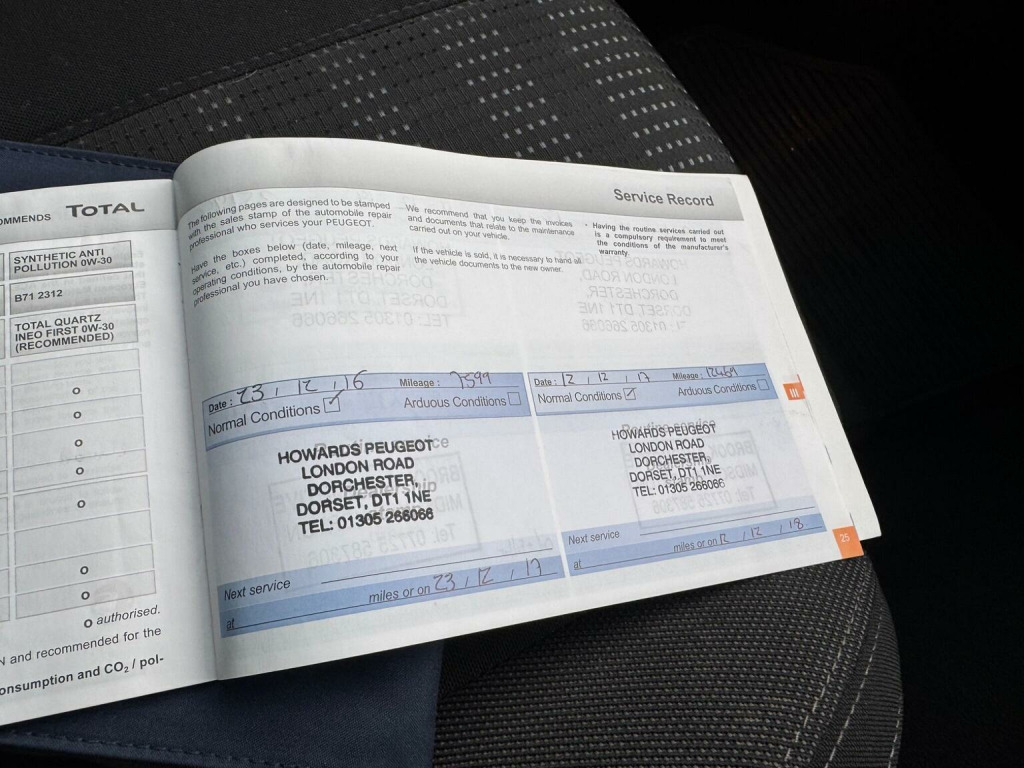 OMMENDS TOTAL
SYNTHETIC ANTI
POLLUTION 0W-30
B71 2312
TOTAL QUARTZ
INEO FIRST 0W-30
(RECOMMENDED)
o
o
o
o
o
o
o
o authorised.
N and recommended for the
onsumption and CO2 / pol-
Service Record
The following pages are designed to be stamped
with the sales stamp of the automobile repair
professional who services your PEUGEOT.
Have the boxes below (date, mileage, next
service, etc.) completed, according to your
operating conditions, by the automobile repair
professional you have chosen.
We recommend that you keep the invoices
and documents that relate to the maintenance
carried out on your vehicle.
If the vehicle is sold, it is necessary to hand all
the vehicle documents to the new owner.
- Having the routine services carried out
is a compulsory requirement to meet
the conditions of the manufacturer's
warranty.
Date: 23 / 12 / 16 Mileage: 7599
Normal Conditions Arduous Conditions
HOWARDS PEUGEOT
LONDON ROAD
DORCHESTER,
DORSET, DT1 1NE
TEL: 01305 266066
Next service
at miles or on 23 / 12 / 17
Date: 12 / 12 / 17 Mileage: 12469
Normal Conditions Arduous Conditions
HOWARDS PEUGEOT
LONDON ROAD
DORCHESTER,
DORSET, DT1 1NE
TEL: 01305 266066
Next service
at miles or on 12 / 12 / 18
III
25